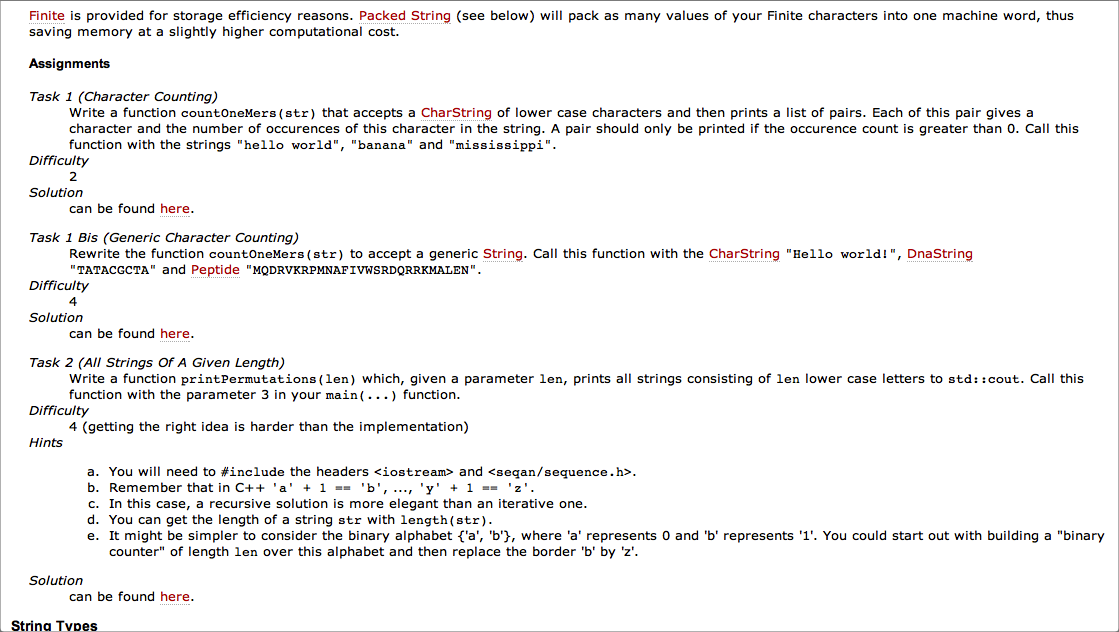 Finite is provided for storage efficiency reasons. Packed String (see below) will pack as many values of your Finite characters into one machine word, thus
saving memory at a slightly higher computational cost.
Assignments
Task 1 (Character Counting)
Write a function countOneMers(str) that accepts a CharString of lower case characters and then prints a list of pairs. Each of this pair gives a
character and the number of occurences of this character in the string. A pair should only be printed if the occurence count is greater than 0. Call this
function with the strings "hello world", "banana" and "mississippi".
Difficulty
2
Solution
can be found here.
Task 1 Bis (Generic Character Counting)
Rewrite the function countOneMers(str) to accept a generic String. Call this function with the CharString "Hello world!", DnaString
"TATACGCTA" and Peptide "MQDRVKRPMNAFIVWSRDQRRKMALEN".
Difficulty
4
Solution
can be found here.
Task 2 (All Strings Of A Given Length)
Write a function printPermutations(len) which, given a parameter len, prints all strings consisting of len lower case letters to std::cout. Call this
function with the parameter 3 in your main(...) function.
Difficulty
4 (getting the right idea is harder than the implementation)
Hints
a. You will need to #include the headers <iostream> and <seqan/sequence.h>.
b. Remember that in C++ 'a' + 1 == 'b', ..., 'y' + 1 == 'z'.
c. In this case, a recursive solution is more elegant than an iterative one.
d. You can get the length of a string str with length(str).
e. It might be simpler to consider the binary alphabet {'a', 'b'}, where 'a' represents 0 and 'b' represents '1'. You could start out with building a "binary
counter" of length len over this alphabet and then replace the border 'b' by 'z'.
Solution
can be found here.
String Types